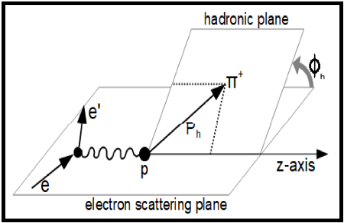 hadronic plane
ϕh
π+
e'
Ph
e
p
z-axis
electron scattering plane